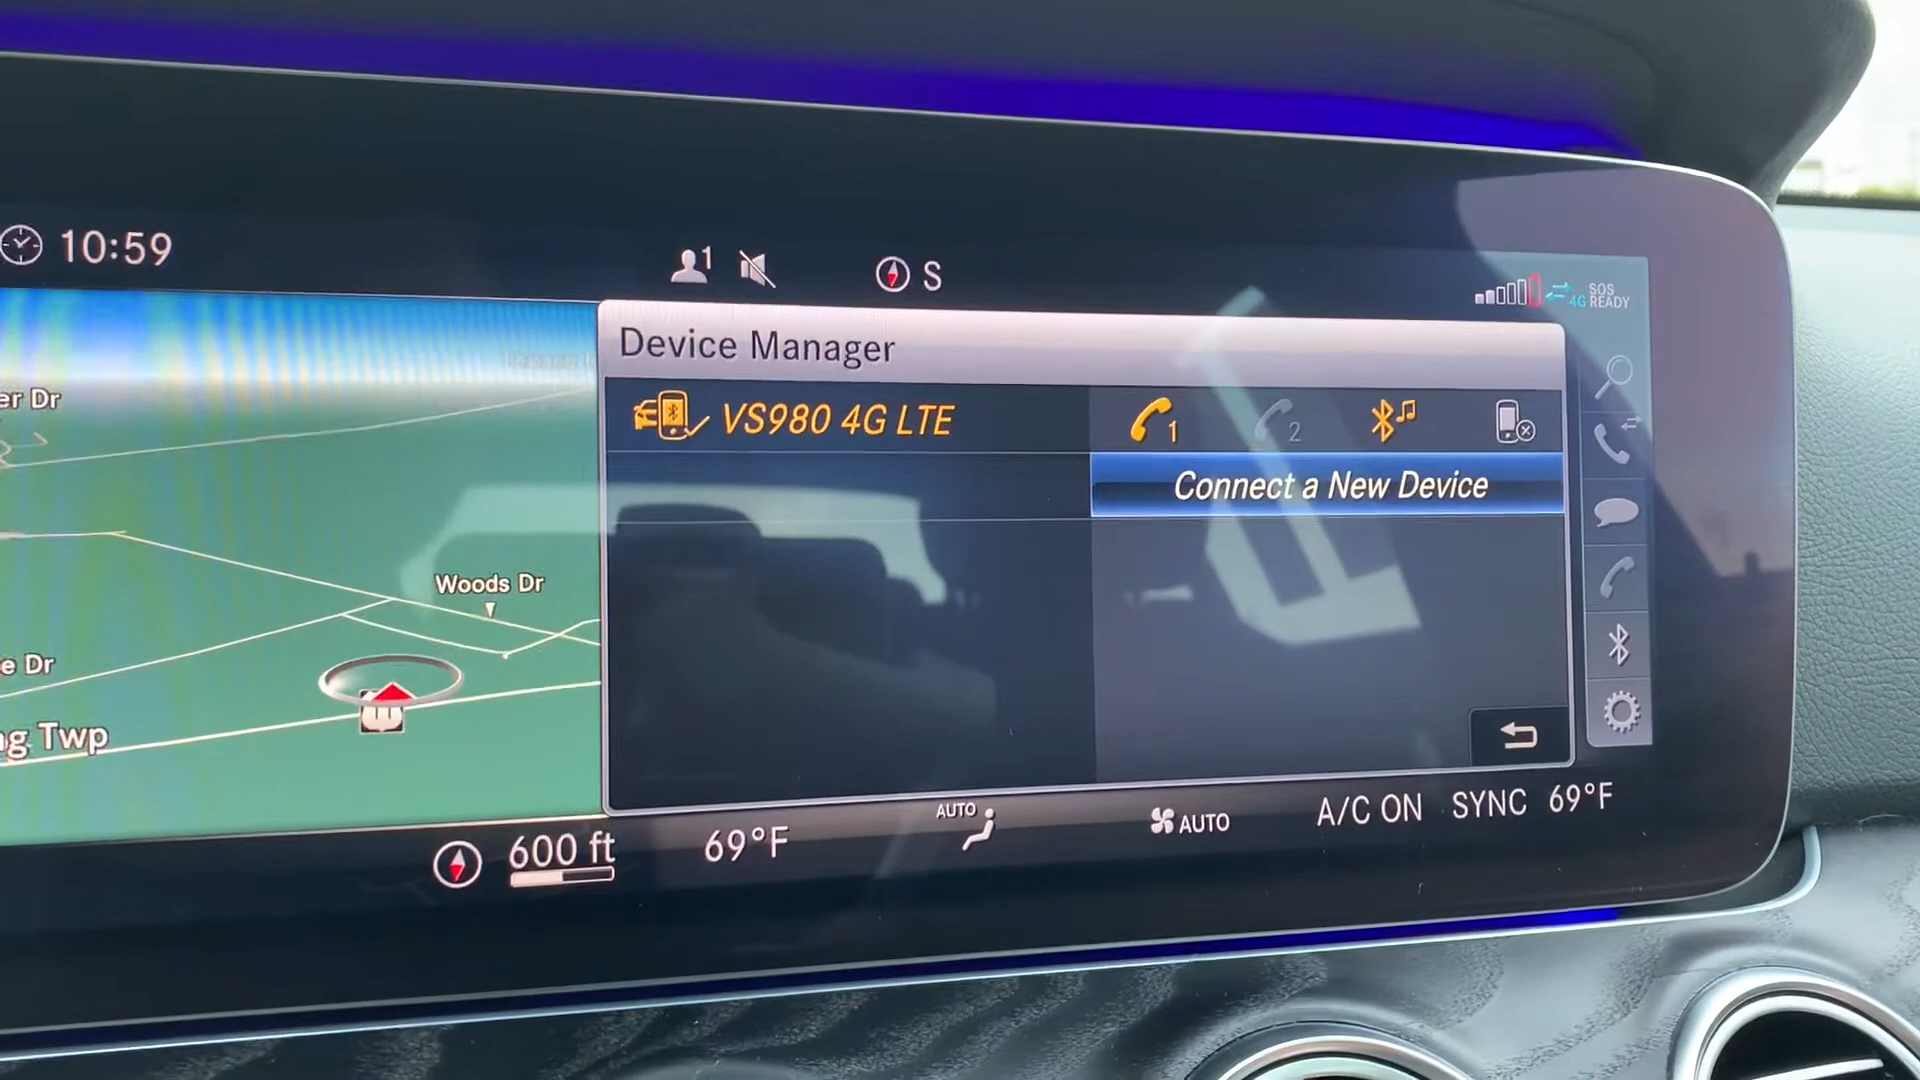 10:59
1
S
4G
SOS
READY
Device Manager
VS980 4G LTE
1
2
Connect a New Device
er Dr
Woods Dr
e Dr
g Twp
600 ft
69°F
AUTO
AUTO
A/C ON
SYNC
69°F